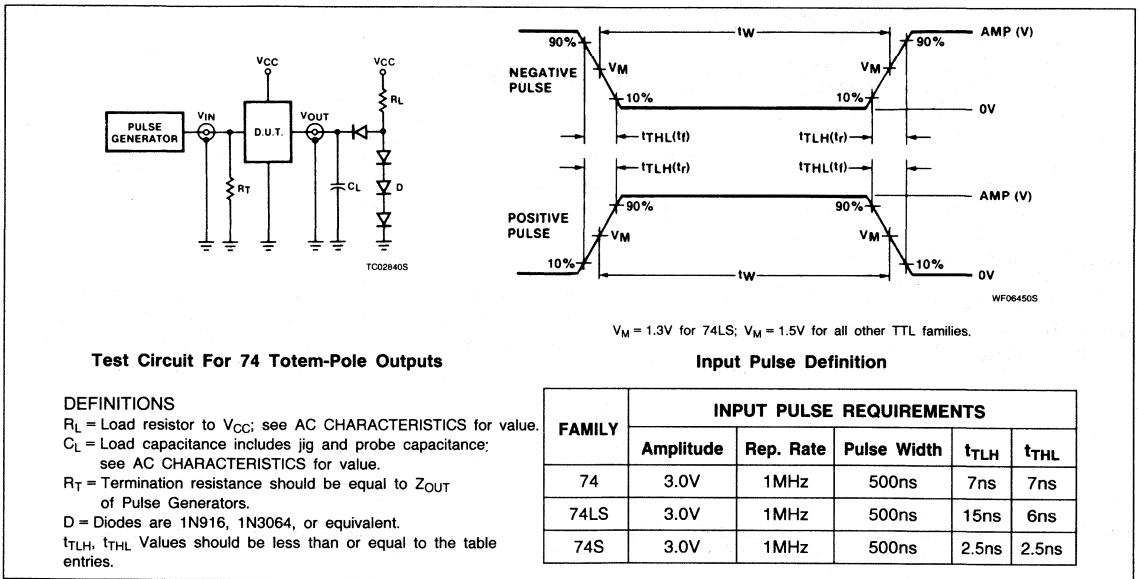 PULSE
GENERATOR
VIN
RT
VCC
D.U.T.
VOUT
CL
VCC
RL
D
TC02840S
Test Circuit For 74 Totem-Pole Outputs
NEGATIVE
PULSE
90%
VM
10%
tW
10%
VM
90%
AMP (V)
0V
tTHL(tf)
tTLH(tr)
tTLH(tr)
tTHL(tf)
POSITIVE
PULSE
90%
VM
10%
tW
90%
VM
10%
AMP (V)
0V
WF06450S
VM = 1.3V for 74LS; VM = 1.5V for all other TTL families.
Input Pulse Definition
DEFINITIONS
RL = Load resistor to VCC; see AC CHARACTERISTICS for value.
CL = Load capacitance includes jig and probe capacitance;
see AC CHARACTERISTICS for value.
RT = Termination resistance should be equal to ZOUT
of Pulse Generators.
D = Diodes are 1N916, 1N3064, or equivalent.
tTLH, tTHL Values should be less than or equal to the table
entries.
FAMILY INPUT PULSE REQUIREMENTS
Amplitude Rep. Rate Pulse Width tTLH tTHL
74 3.0V 1MHz 500ns 7ns 7ns
74LS 3.0V 1MHz 500ns 15ns 6ns
74S 3.0V 1MHz 500ns 2.5ns 2.5ns